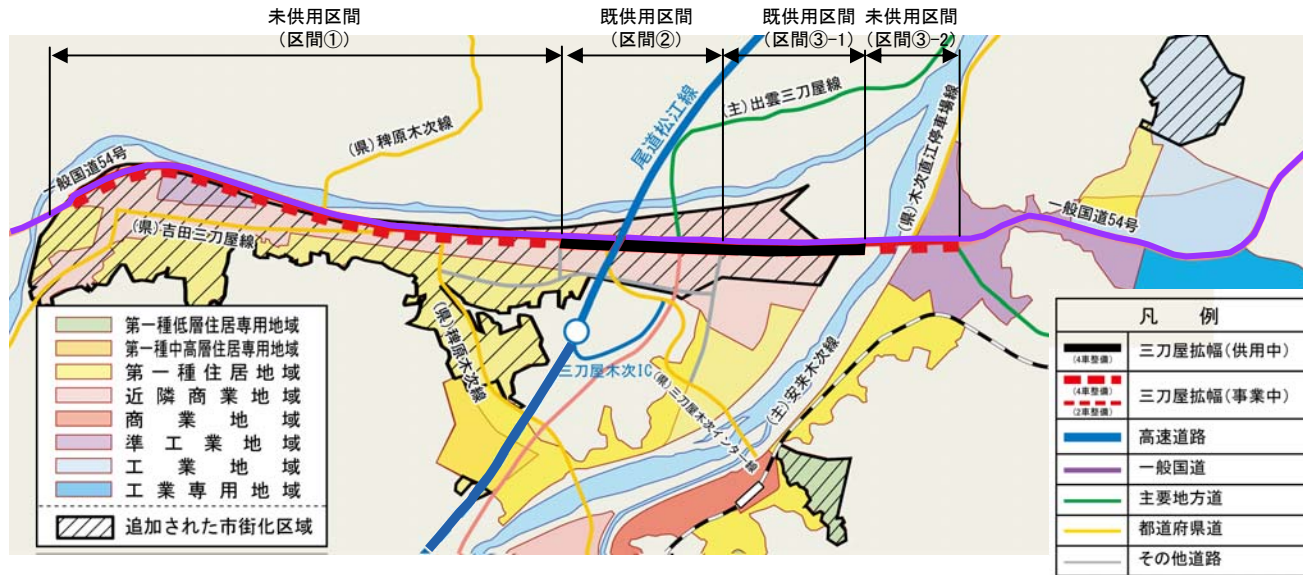 未供用区間
(区間①)
既供用区間
(区間②)
既供用区間
(区間③-1)
未供用区間
(区間③-2)
一般国道54号
(県)稗原木次線
尾道松江線
(主)出雲三刀屋線
(県)木次直江停車場線
一般国道54号
(県)吉田三刀屋線
(県)稗原木次線
三刀屋木次IC
(県)三刀屋木次インター線
(主)安来木次線
第一種低層住居専用地域
第一種中高層住居専用地域
第一種住居地域
近隣商業地域
商業地域
準工業地域
工業地域
工業専用地域
追加された市街化区域
凡 例
(4車整備)
三刀屋拡幅(供用中)
(4車整備)
(2車整備)
三刀屋拡幅(事業中)
高速道路
一般国道
主要地方道
都道府県道
その他道路